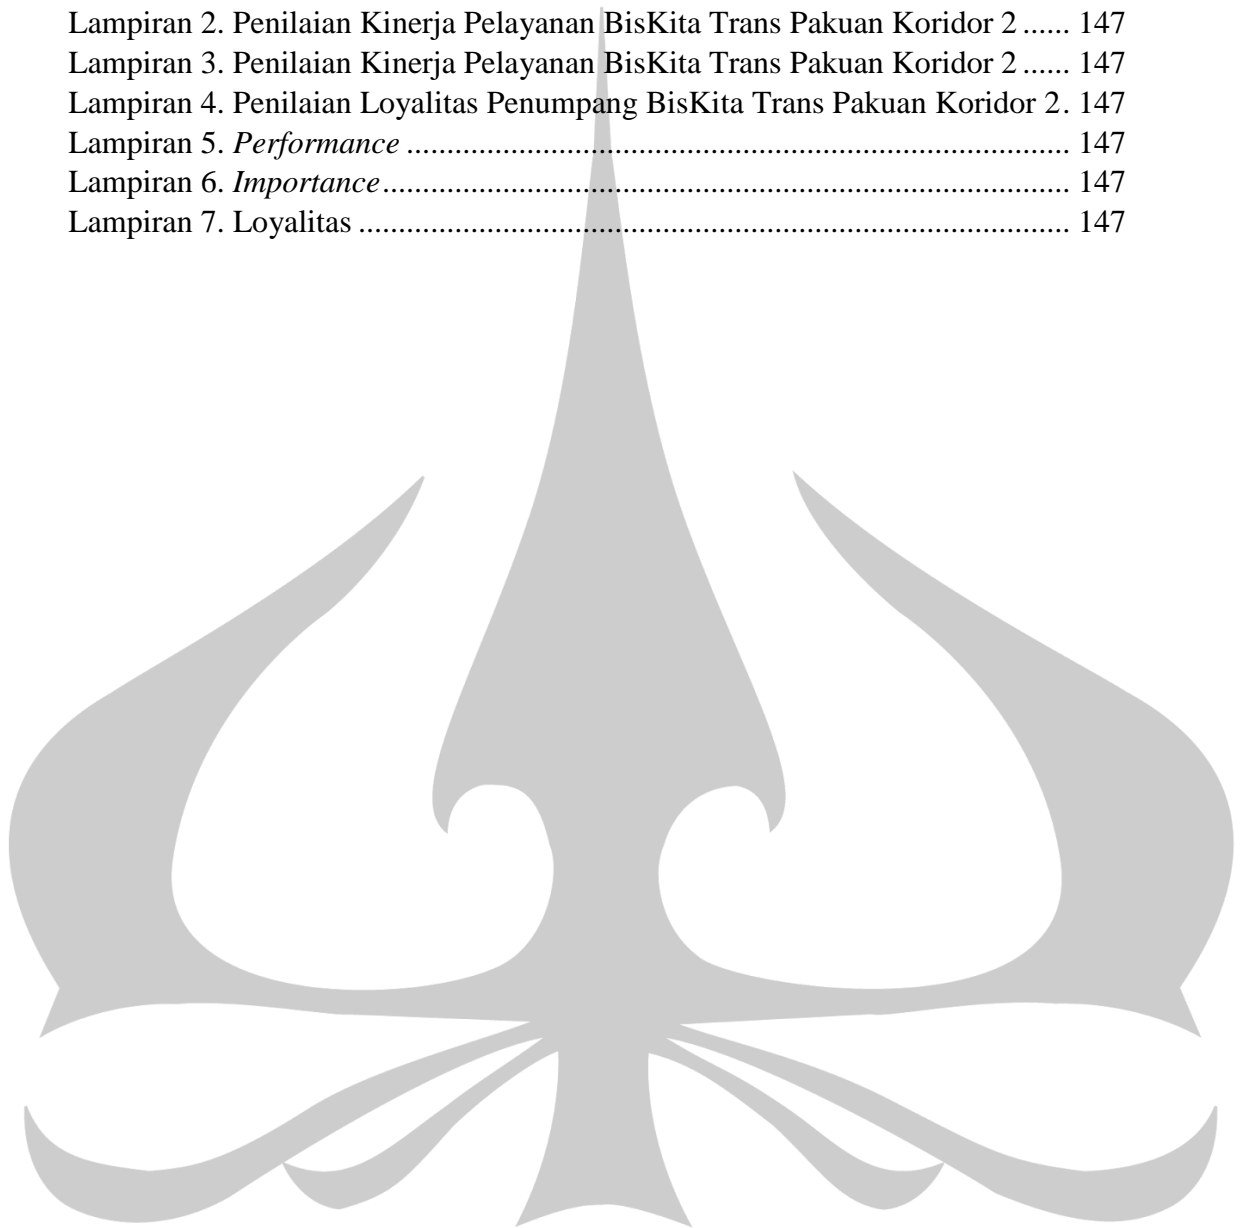 Lampiran 2. Penilaian Kinerja Pelayanan BisKita Trans Pakuan Koridor 2 ...... 147
Lampiran 3. Penilaian Kinerja Pelayanan BisKita Trans Pakuan Koridor 2 ...... 147
Lampiran 4. Penilaian Loyalitas Penumpang BisKita Trans Pakuan Koridor 2. 147
Lampiran 5. Performance ................................................................................... 147
Lampiran 6. Importance...................................................................................... 147
Lampiran 7. Loyalitas ......................................................................................... 147